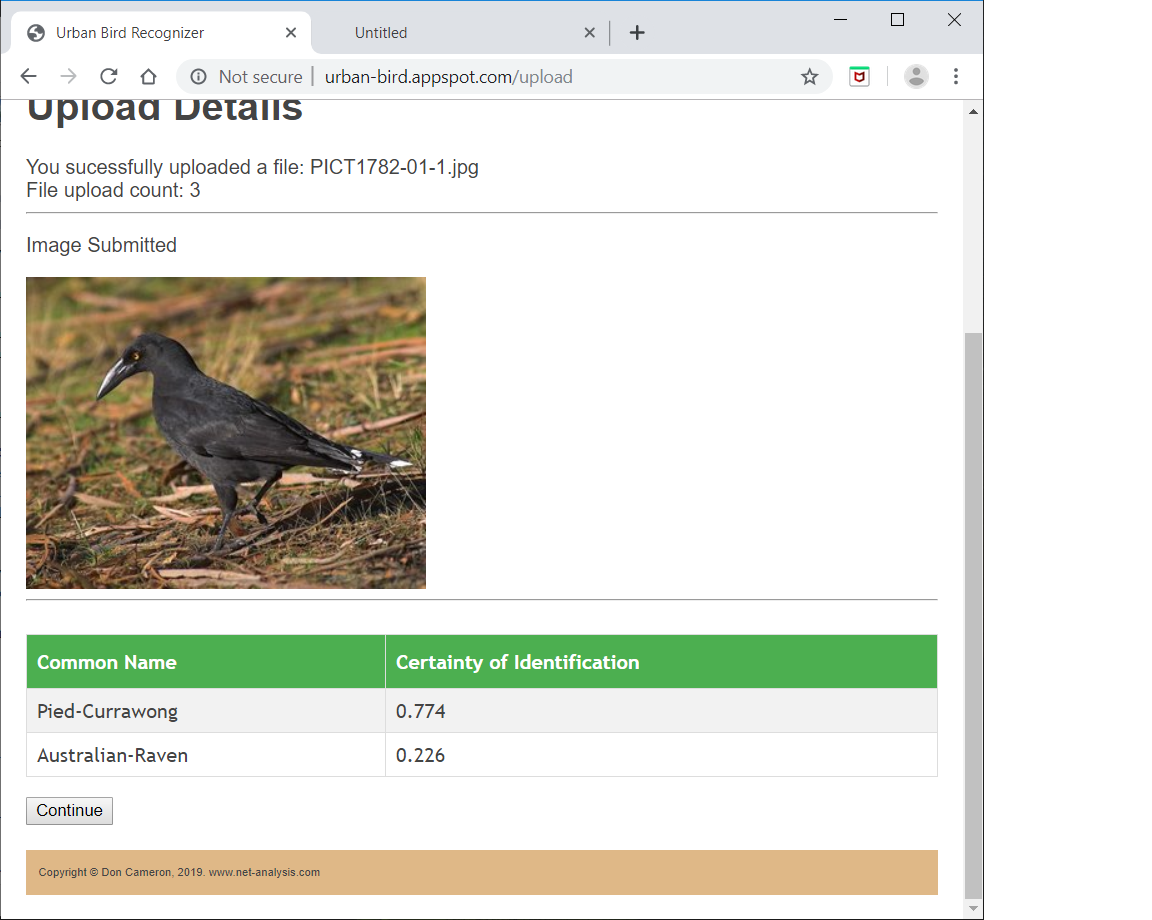 Urban Bird Recognizer
Untitled
Not secure | urban-bird.appspot.com/upload
Upload Details
You sucessfully uploaded a file: PICT1782-01-1.jpg
File upload count: 3
Image Submitted
Common Name Certainty of Identification
Pied-Currawong 0.774
Australian-Raven 0.226
Continue
Copyright © Don Cameron, 2019. www.net-analysis.com